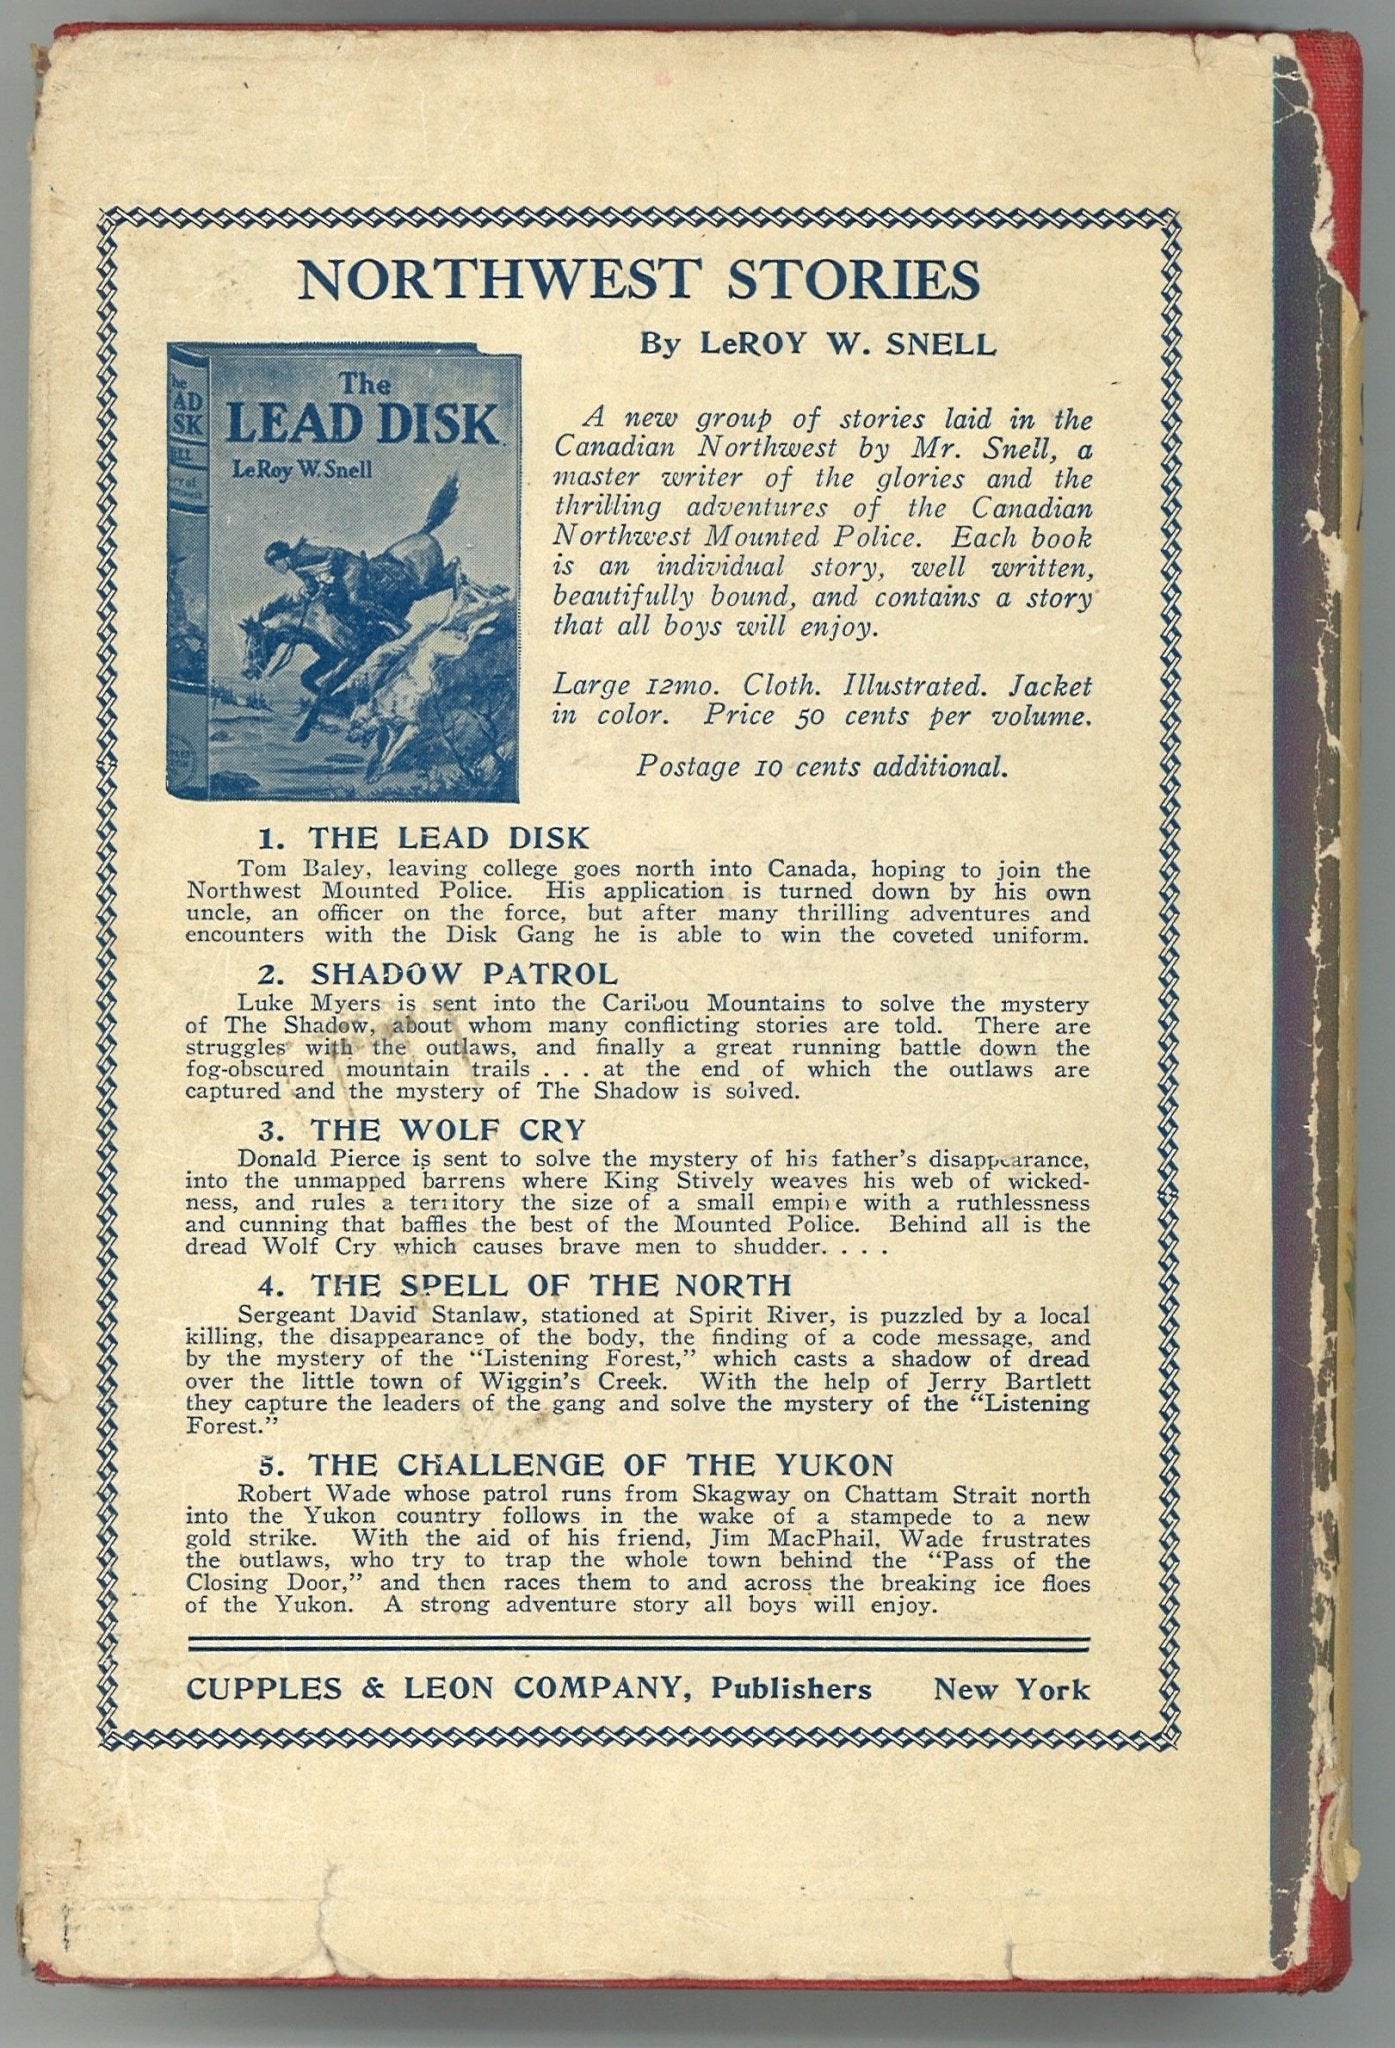 NORTHWEST STORIES
By LeROY W. SNELL
The
LEAD DISK
LeRoy W. Snell
AD
SK
A new group of stories laid in the
Canadian Northwest by Mr. Snell, a
master writer of the glories and the
thrilling adventures of the Canadian
Northwest Mounted Police. Each book
is an individual story, well written,
beautifully bound, and contains a story
that all boys will enjoy.
Large 12mo. Cloth. Illustrated. Jacket
in color. Price 50 cents per volume.
Postage 10 cents additional.
1. THE LEAD DISK
Tom Baley, leaving college goes north into Canada, hoping to join the
Northwest Mounted Police. His application is turned down by his own
uncle, an officer on the force, but after many thrilling adventures and
encounters with the Disk Gang he is able to win the coveted uniform.
2. SHADOW PATROL
Luke Myers is sent into the Caribou Mountains to solve the mystery
of The Shadow, about whom many conflicting stories are told. There are
struggles with the outlaws, and finally a great running battle down the
fog-obscured mountain trails . . . at the end of which the outlaws are
captured and the mystery of The Shadow is solved.
3. THE WOLF CRY
Donald Pierce is sent to solve the mystery of his father's disappearance,
into the unmapped barrens where King Stively weaves his web of wicked-
ness, and rules a territory the size of a small empire with a ruthlessness
and cunning that baffles the best of the Mounted Police. Behind all is the
dread Wolf Cry which causes brave men to shudder. . . .
4. THE SPELL OF THE NORTH
Sergeant David Stanlaw, stationed at Spirit River, is puzzled by a local
killing, the disappearance of the body, the finding of a code message, and
by the mystery of the "Listening Forest," which casts a shadow of dread
over the little town of Wiggin's Creek. With the help of Jerry Bartlett
they capture the leaders of the gang and solve the mystery of the "Listening
Forest."
5. THE CHALLENGE OF THE YUKON
Robert Wade whose patrol runs from Skagway on Chattam Strait north
into the Yukon country follows in the wake of a stampede to a new
gold strike. With the aid of his friend, Jim MacPhail, Wade frustrates
the outlaws, who try to trap the whole town behind the "Pass of the
Closing Door," and then races them to and across the breaking ice floes
of the Yukon. A strong adventure story all boys will enjoy.
CUPPLES & LEON COMPANY, Publishers New York